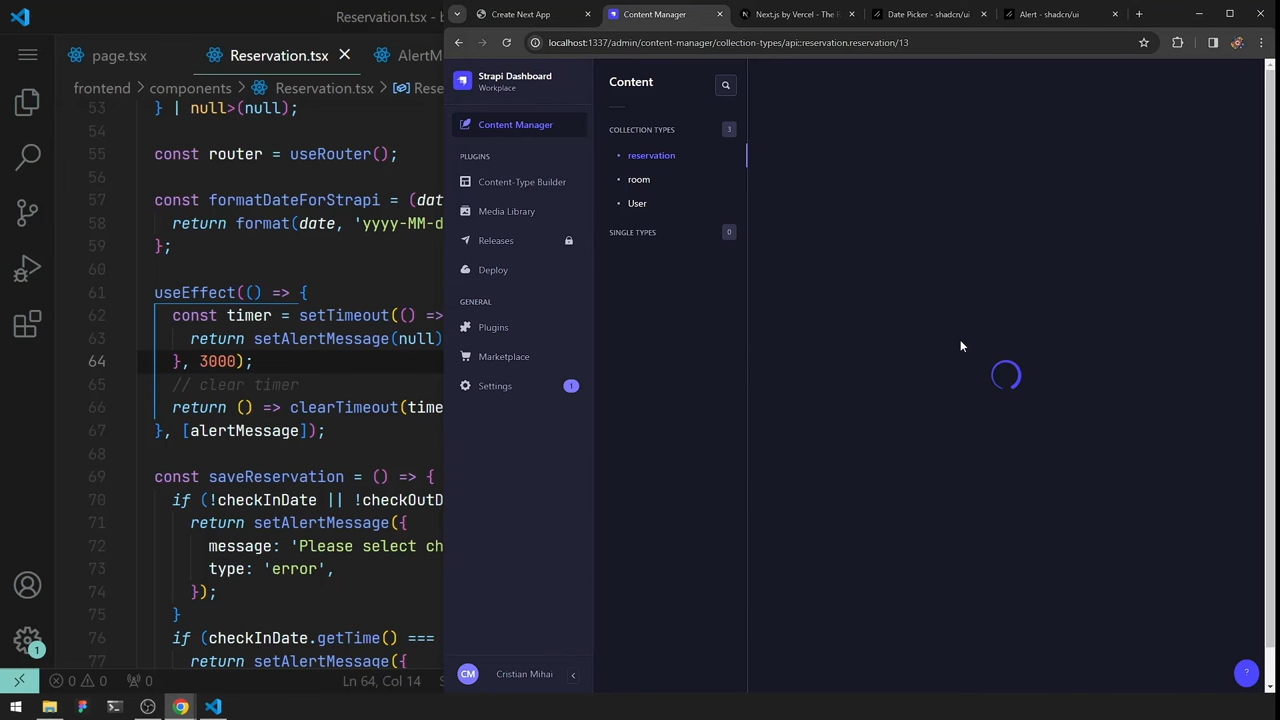 Reservation.tsx - b
page.tsx
Reservation.tsx
AlertM
frontend
components
Reservation.tsx
Rese
53 } | null>(null);
54
55 const router = useRouter();
56
57 const formatDateForStrapi = (dat
58 return format(date, 'yyyy-MM-d
59 };
60
61 useEffect(() => {
62 const timer = setTimeout(() =>
63 return setAlertMessage(null)
64 }, 3000);
65 // clear timer
66 return () => clearTimeout(time
67 }, [alertMessage]);
68
69 const saveReservation = () => {
70 if (!checkInDate || !checkOutD
71 return setAlertMessage({
72 message: 'Please select ch
73 type: 'error',
74 });
75 }
76 if (checkInDate.getTime() ===
77 return setAlertMessage({
1
0 0 0
Ln 64, Col 14
Create Next App
Content Manager
Next.js by Vercel - The R
Date Picker - shadcn/ui
Alert - shadcn/ui
localhost:1337/admin/content-manager/collection-types/api::reservation.reservation/13
Strapi Dashboard
Workplace
Content Manager
PLUGINS
Content-Type Builder
Media Library
Releases
Deploy
GENERAL
Plugins
Marketplace
Settings 1
CM Cristian Mihai
Content
COLLECTION TYPES 3
reservation
room
User
SINGLE TYPES 0
?